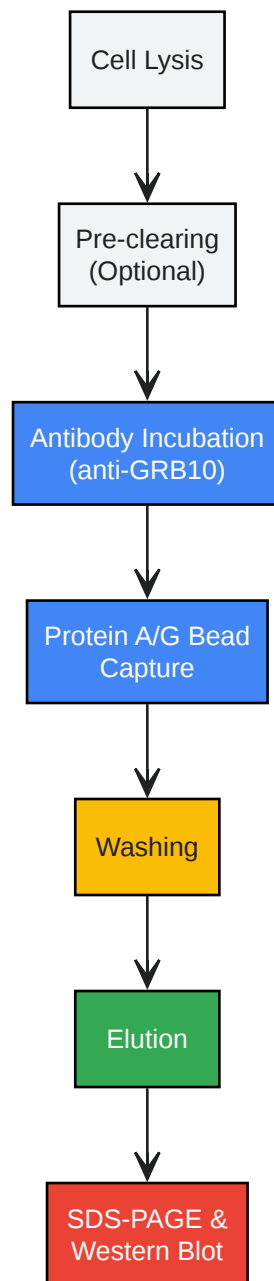 Cell Lysis
Pre-clearing
(Optional)
Antibody Incubation
(anti-GRB10)
Protein A/G Bead
Capture
Washing
Elution
SDS-PAGE &
Western Blot